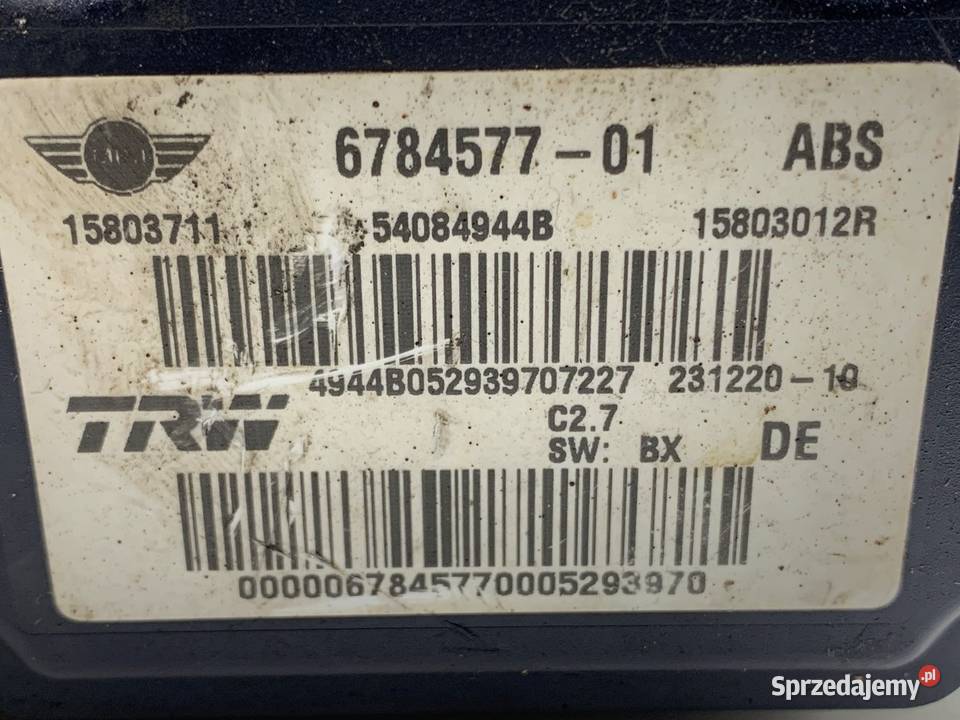 6784577-01 ABS
15803711 54084944B 15803012R
4944B052939707227 231220-10
TRW C2.7
SW: BX DE
0000067845770005293970
Sprzedajemy.pl